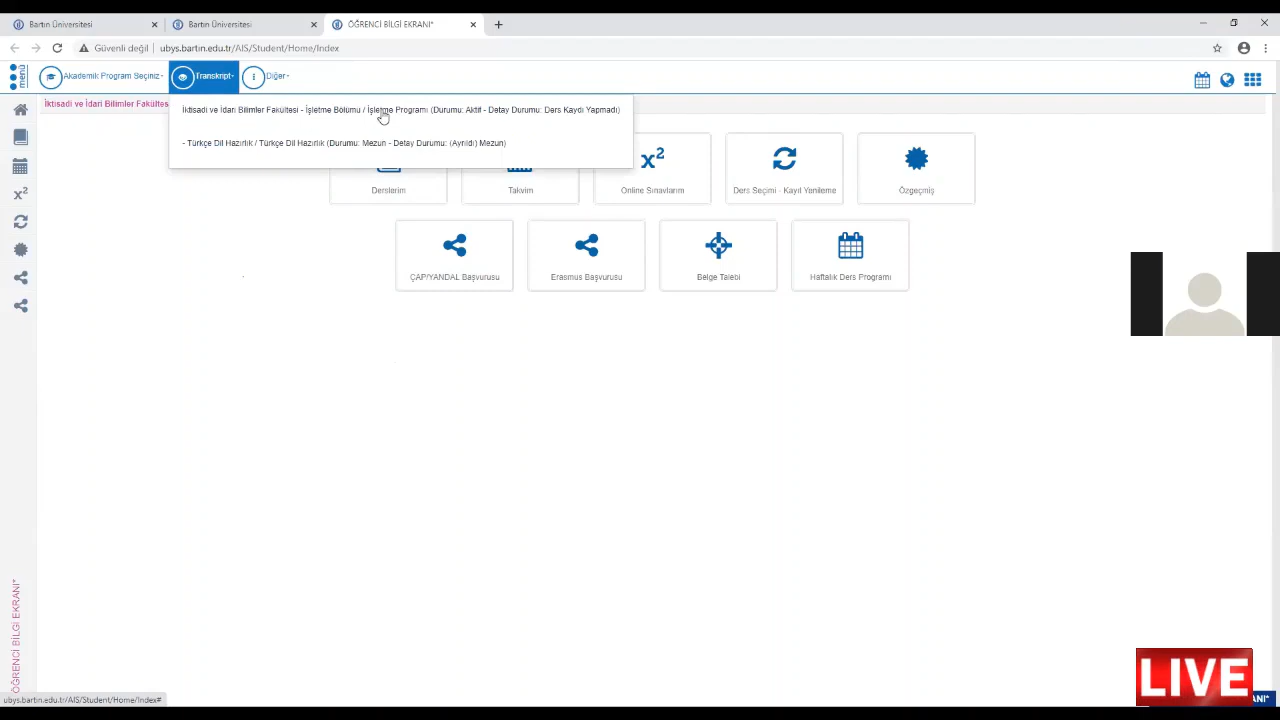 Bartın Üniversitesi
Bartın Üniversitesi
ÖĞRENCİ BİLGİ EKRANI*
Güvenli değil
ubys.bartin.edu.tr/AIS/Student/Home/Index
menü
Akademik Program Seçiniz
Transkript
Diğer
İktisadi ve İdari Bilimler Fakültes
İktisadi ve İdari Bilimler Fakültesi - İşletme Bölümü / İşletme Programı (Durumu: Aktif - Detay Durumu: Ders Kaydı Yapmadı)
- Türkçe Dil Hazırlık / Türkçe Dil Hazırlık (Durumu: Mezun - Detay Durumu: (Ayrıldı) Mezun)
x²
x²
Derslerim
Takvim
Online Sınavlarım
Ders Seçimi - Kayıt Yenileme
Özgeçmiş
ÇAP/YANDAL Başvurusu
Erasmus Başvurusu
Belge Talebi
Haftalık Ders Programı
ÖĞRENCİ BİLGİ EKRANI*
LIVE
ANI*
ubys.bartin.edu.tr/AIS/Student/Home/Index#